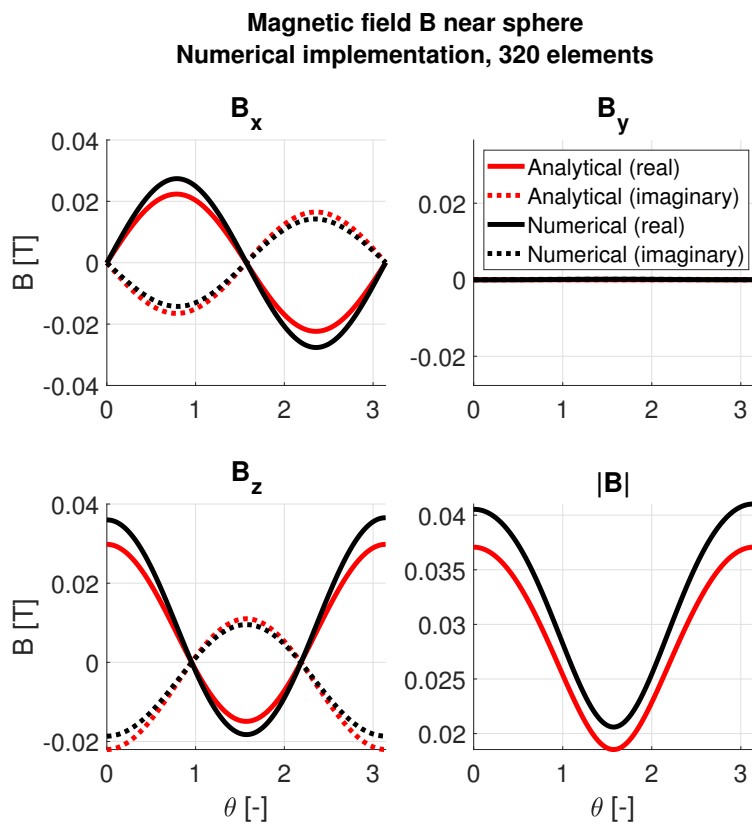 Magnetic field B near sphere
Numerical implementation, 320 elements
B_x
B_y
0.04
0.02
0
-0.02
-0.04
B [T]
0 1 2 3
0.02
0
-0.02
0 1 2 3
Analytical (real)
Analytical (imaginary)
Numerical (real)
Numerical (imaginary)
B_z
|B|
0.04
0.02
0
-0.02
B [T]
0 1 2 3
θ [-]
0.04
0.035
0.03
0.025
0.02
0 1 2 3
θ [-]